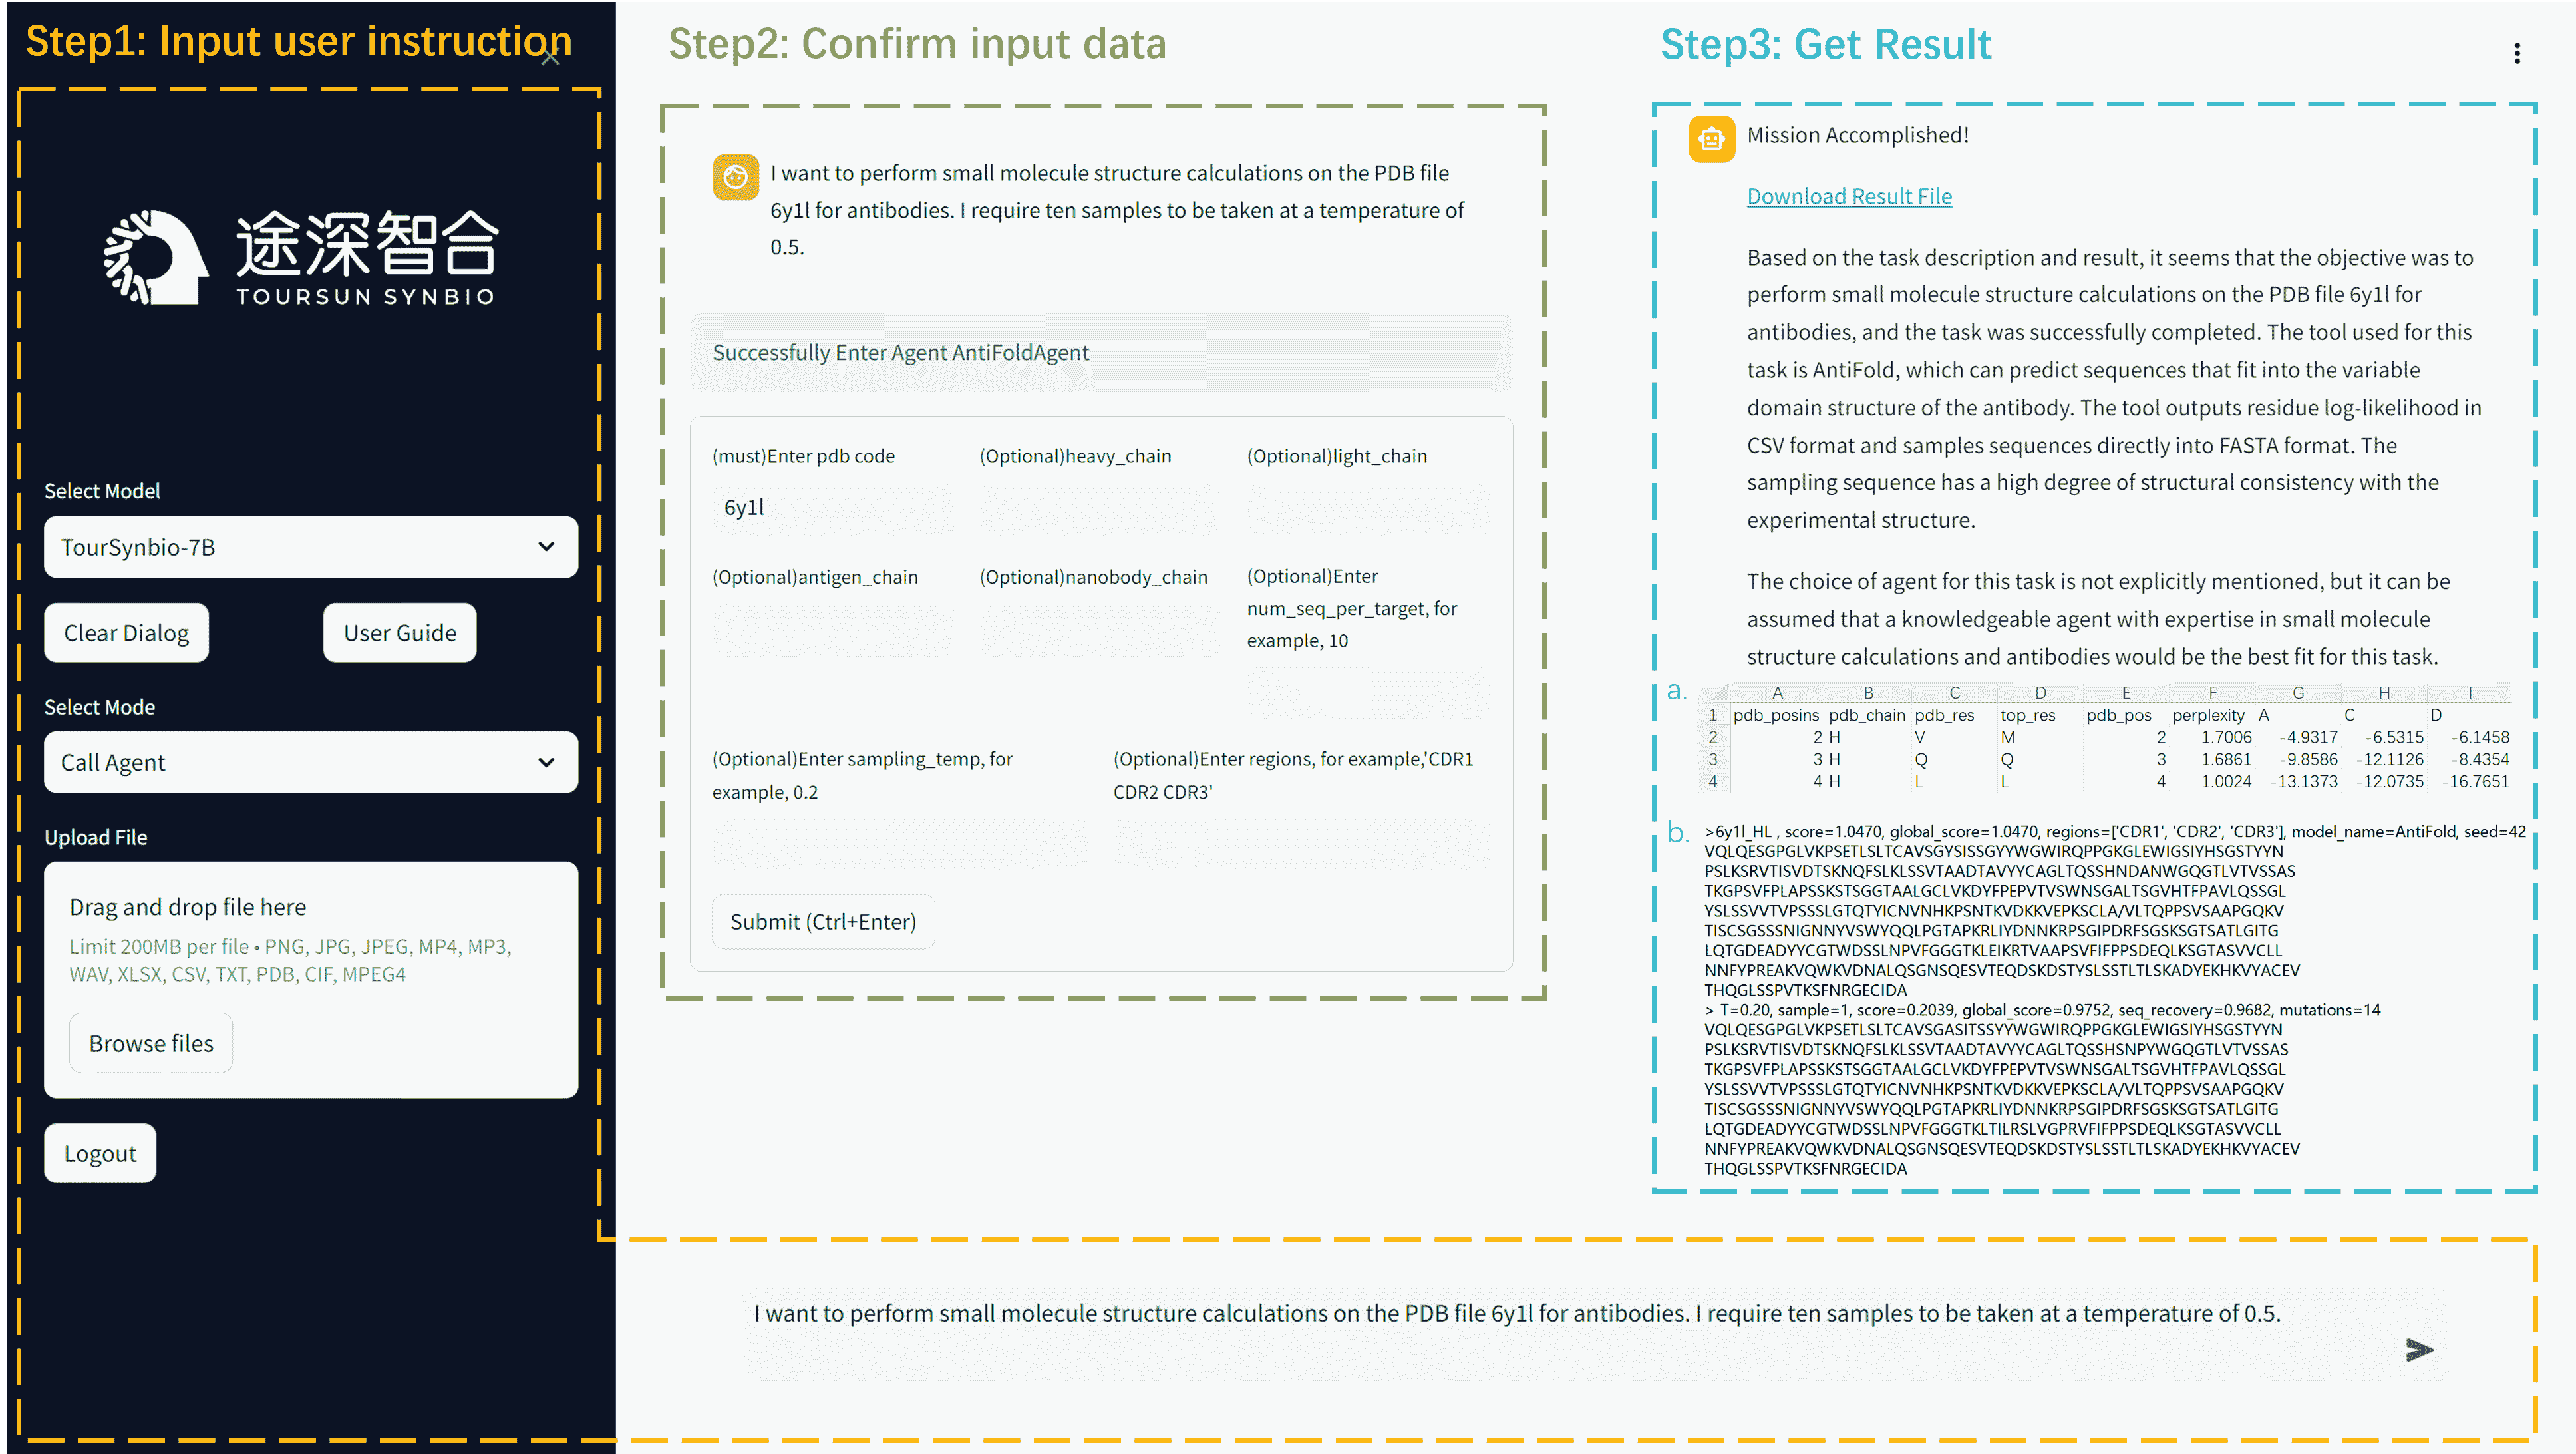 Step1: Input user instruction
途深智合
TOURSUN SYNBIO
Select Model
TourSynbio-7B
Clear Dialog
User Guide
Select Mode
Call Agent
Upload File
Drag and drop file here
Limit 200MB per file • PNG, JPG, JPEG, MP4, MP3,
WAV, XLSX, CSV, TXT, PDB, CIF, MPEG4
Browse files
Logout
Step2: Confirm input data
I want to perform small molecule structure calculations on the PDB file
6y1l for antibodies. I require ten samples to be taken at a temperature of
0.5.
Successfully Enter Agent AntiFoldAgent
(must)Enter pdb code
(Optional)heavy_chain
(Optional)light_chain
6y1l
(Optional)antigen_chain
(Optional)nanobody_chain
(Optional)Enter
num_seq_per_target, for
example, 10
(Optional)Enter sampling_temp, for
example, 0.2
(Optional)Enter regions, for example,'CDR1
CDR2 CDR3'
Submit (Ctrl+Enter)
Step3: Get Result
Mission Accomplished!
Download Result File
Based on the task description and result, it seems that the objective was to
perform small molecule structure calculations on the PDB file 6y1l for
antibodies, and the task was successfully completed. The tool used for this
task is AntiFold, which can predict sequences that fit into the variable
domain structure of the antibody. The tool outputs residue log-likelihood in
CSV format and samples sequences directly into FASTA format. The
sampling sequence has a high degree of structural consistency with the
experimental structure.
The choice of agent for this task is not explicitly mentioned, but it can be
assumed that a knowledgeable agent with expertise in small molecule
structure calculations and antibodies would be the best fit for this task.
a.
A B C D E F G H I
1 pdb_posins pdb_chain pdb_res top_res pdb_pos perplexity A C D
2 2 H V M 2 1.7006 -4.9317 -6.5315 -6.1458
3 3 H Q Q 3 1.6861 -9.8586 -12.1126 -8.4354
4 4 H L L 4 1.0024 -13.1373 -12.0735 -16.7651
b.
>6y1l_HL , score=1.0470, global_score=1.0470, regions=['CDR1', 'CDR2', 'CDR3'], model_name=AntiFold, seed=42
VQLQESGPGLVKPSETLSLTCAVSGYSISSGYYWGWIRQPPGKGLEWIGSIYHSGSTYYN
PSLKSRVTISVDTSKNQFSLKLSSVTAADTAVYYCAGLTQSSHNDANWGQGTLVTVSSAS
TKGPSVFPLAPSSKSTSGGTAALGCLVKDYFPEPVTVSWNSGALTSGVHTFPAVLQSSGL
YSLSSVVTVPSSSLGTQTYICNVNHKPSNTKVDKKVEPKSCLA/VLTQPPSVSAAPGQKV
TISCSGSSSNIGNNYVSWYQQLPGTAPKRLIYDNNKRPSGIPDRFSGSKSGTSATLGITG
LQTGDEADYYCGTWDSSLNPVFGGGTKLEIKRTVAAPSVFIFPPSDEQLKSGTASVVCLL
NNFYPREAKVQWKVDNALQSGNSQESVTEQDSKDSTYSLSSTLTLSKADYEKHKVYACEV
THQGLSSPVTKSFNRGECIDA
> T=0.20, sample=1, score=0.2039, global_score=0.9752, seq_recovery=0.9682, mutations=14
VQLQESGPGLVKPSETLSLTCAVSGASITSSYYWGWIRQPPGKGLEWIGSIYHSGSTYYN
PSLKSRVTISVDTSKNQFSLKLSSVTAADTAVYYCAGLTQSSHSNPYWGQGTLVTVSSAS
TKGPSVFPLAPSSKSTSGGTAALGCLVKDYFPEPVTVSWNSGALTSGVHTFPAVLQSSGL
YSLSSVVTVPSSSLGTQTYICNVNHKPSNTKVDKKVEPKSCLA/VLTQPPSVSAAPGQKV
TISCSGSSSNIGNNYVSWYQQLPGTAPKRLIYDNNKRPSGIPDRFSGSKSGTSATLGITG
LQTGDEADYYCGTWDSSLNPVFGGGTKLTILRSLVGPRVFIFPPSDEQLKSGTASVVCLL
NNFYPREAKVQWKVDNALQSGNSQESVTEQDSKDSTYSLSSTLTLSKADYEKHKVYACEV
THQGLSSPVTKSFNRGECIDA
I want to perform small molecule structure calculations on the PDB file 6y1l for antibodies. I require ten samples to be taken at a temperature of 0.5.